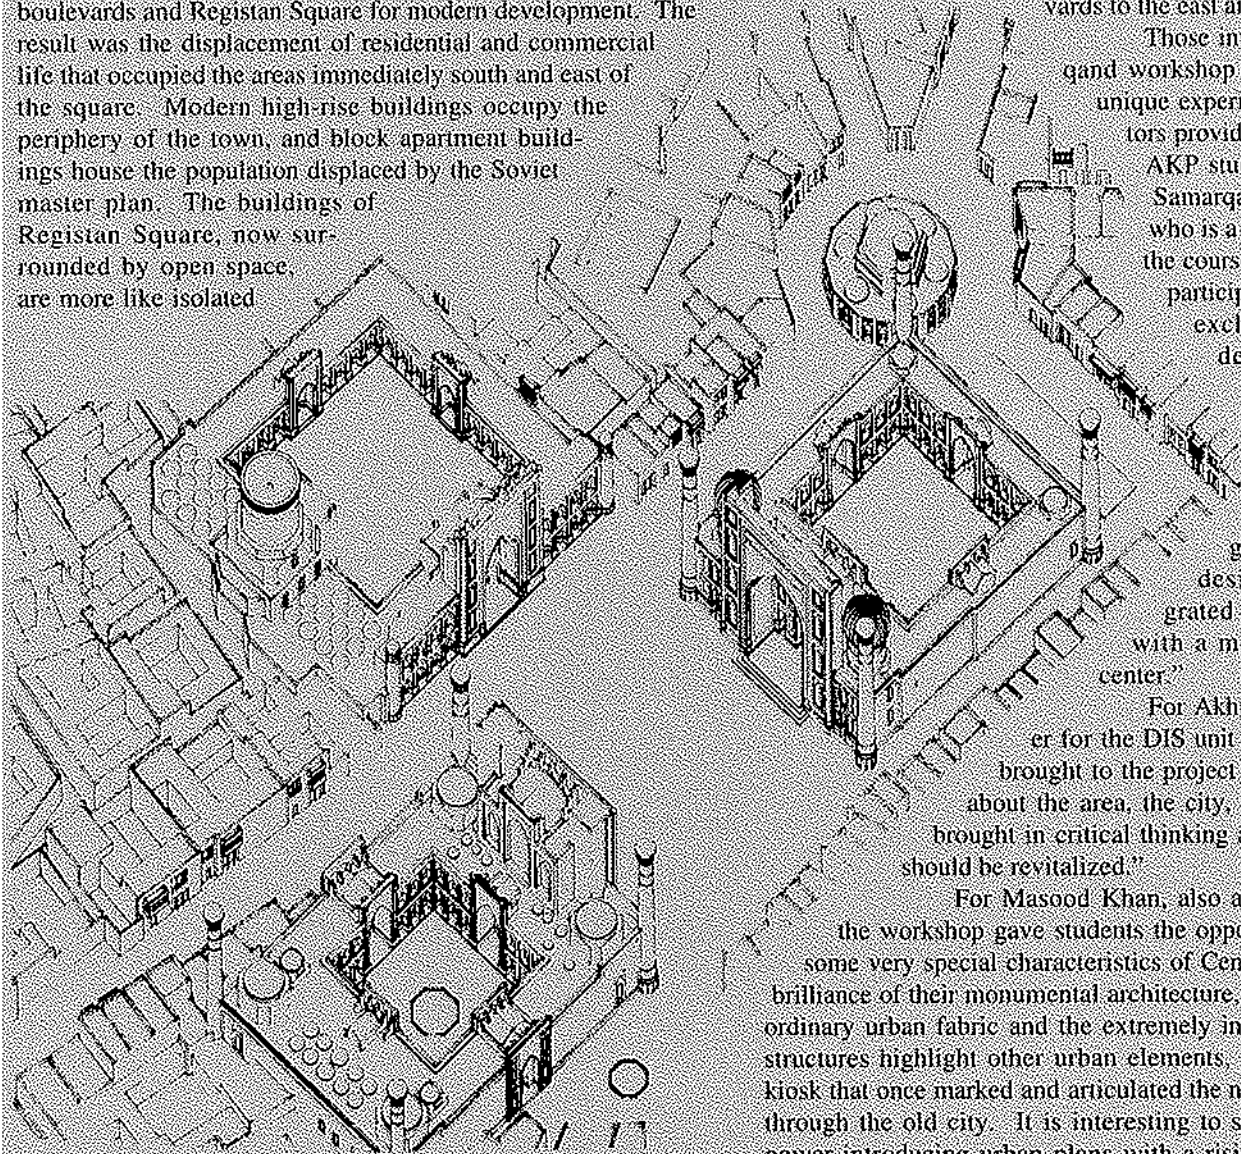 boulevards and Registan Square for modern development. The
result was the displacement of residential and commercial
life that occupied the areas immediately south and east of
the square. Modern high-rise buildings occupy the
periphery of the town, and block apartment build-
ings house the population displaced by the Soviet
master plan. The buildings of
Registan Square, now sur-
rounded by open space,
are more like isolated
yards to the east
Those in
qand workshop
unique exper
tors provid
AKP stu
Samarqa
who is a
the cours
particip
excl
de
g
desi
grated
with a m
center."
For Akh
er for the DIS unit
brought to the project
about the area, the city,
brought in critical thinking
should be revitalized."
For Masood Khan, also a
the workshop gave students the oppo
some very special characteristics of Cen
brilliance of their monumental architecture,
ordinary urban fabric and the extremely in
structures highlight other urban elements,
kiosk that once marked and articulated the n
through the old city. It is interesting to s
power introducing urban plans with a